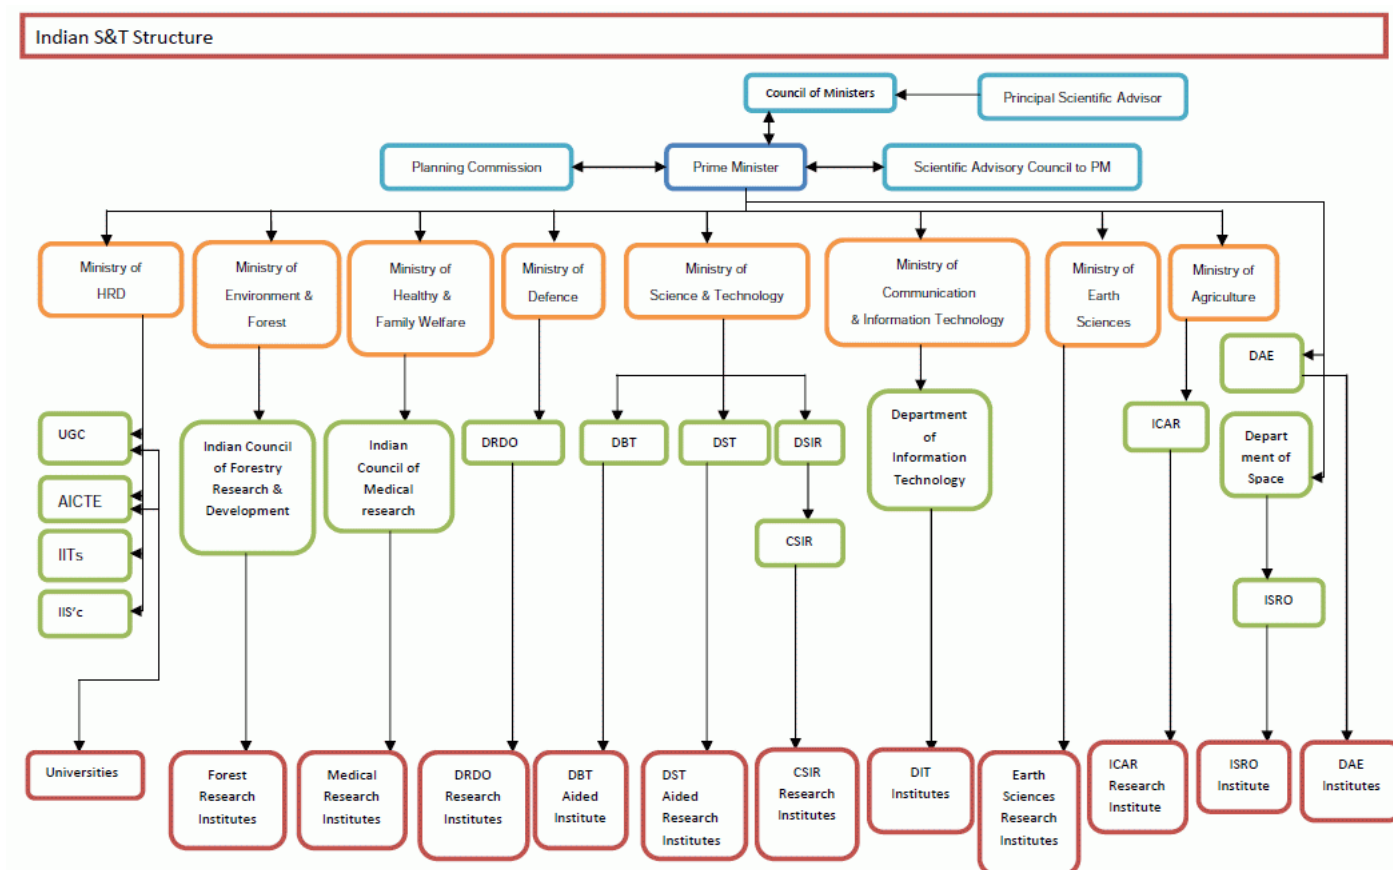 Indian S&T Structure
Council of Ministers
Principal Scientific Advisor
Planning Commission
Prime Minister
Scientific Advisory Council to PM
Ministry of
HRD
Ministry of
Environment &
Forest
Ministry of
Healthy &
Family Welfare
Ministry of
Defence
Ministry of
Science & Technology
Ministry of
Communication
& Information Technology
Ministry of
Earth
Sciences
Ministry of
Agriculture
DAE
UGC
AICTE
IITs
IIS'c
Indian Council
of Forestry
Research &
Development
Indian
Council of
Medical
research
DRDO
DBT
DST
DSIR
CSIR
Department
of
Information
Technology
ICAR
Depart
ment of
Space
ISRO
Universities
Forest
Research
Institutes
Medical
Research
Institutes
DRDO
Research
Institutes
DBT
Aided
Institute
DST
Aided
Research
Institutes
CSIR
Research
Institutes
DIT
Institutes
Earth
Sciences
Research
Institutes
ICAR
Research
Institute
ISRO
Institute
DAE
Institutes